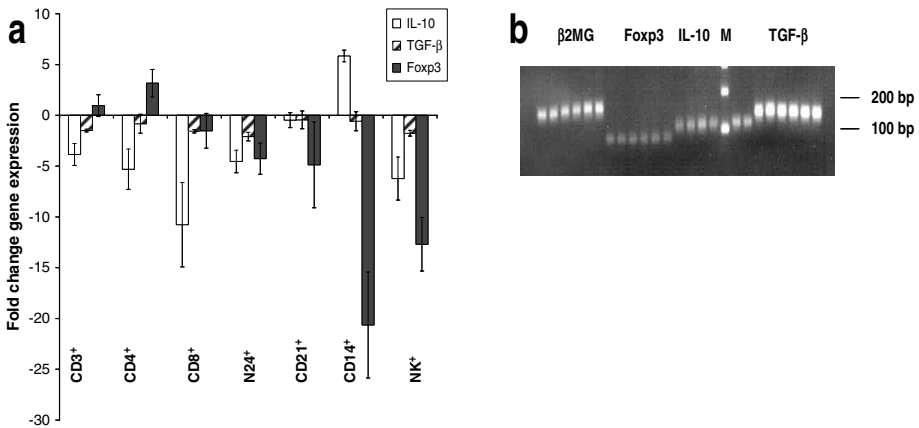 a
Fold change gene expression
10
5
0
-5
-10
-15
-20
-25
-30
IL-10
TGF-β
Foxp3
CD3⁺
CD4⁺
CD8⁺
N24⁺
CD21⁺
CD14⁺
NK⁺
b
β2MG Foxp3 IL-10 M TGF-β
200 bp
100 bp